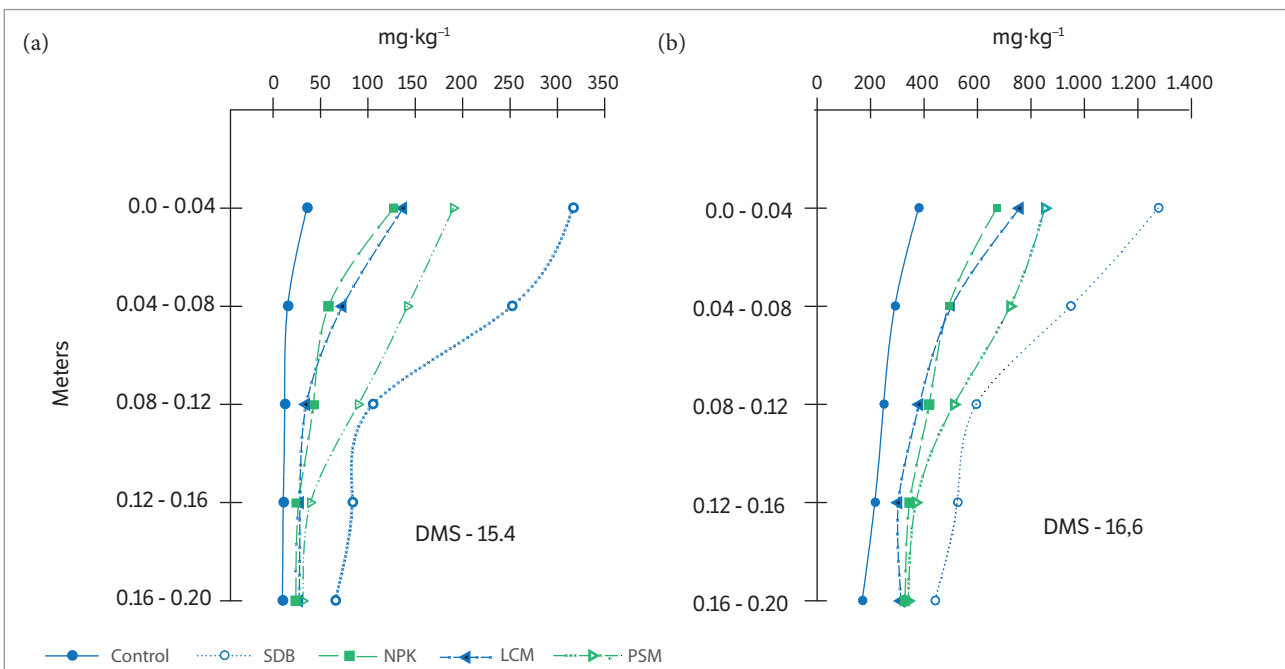 (a)
mg·kg⁻¹
0 50 100 150 200 250 300 350
Meters
0.0 - 0.04
0.04 - 0.08
0.08 - 0.12
0.12 - 0.16
0.16 - 0.20
DMS - 15.4
(b)
mg·kg⁻¹
0 200 400 600 800 1.000 1.200 1.400
0.0 - 0.04
0.04 - 0.08
0.08 - 0.12
0.12 - 0.16
0.16 - 0.20
DMS - 16,6
Control SDB NPK LCM PSM